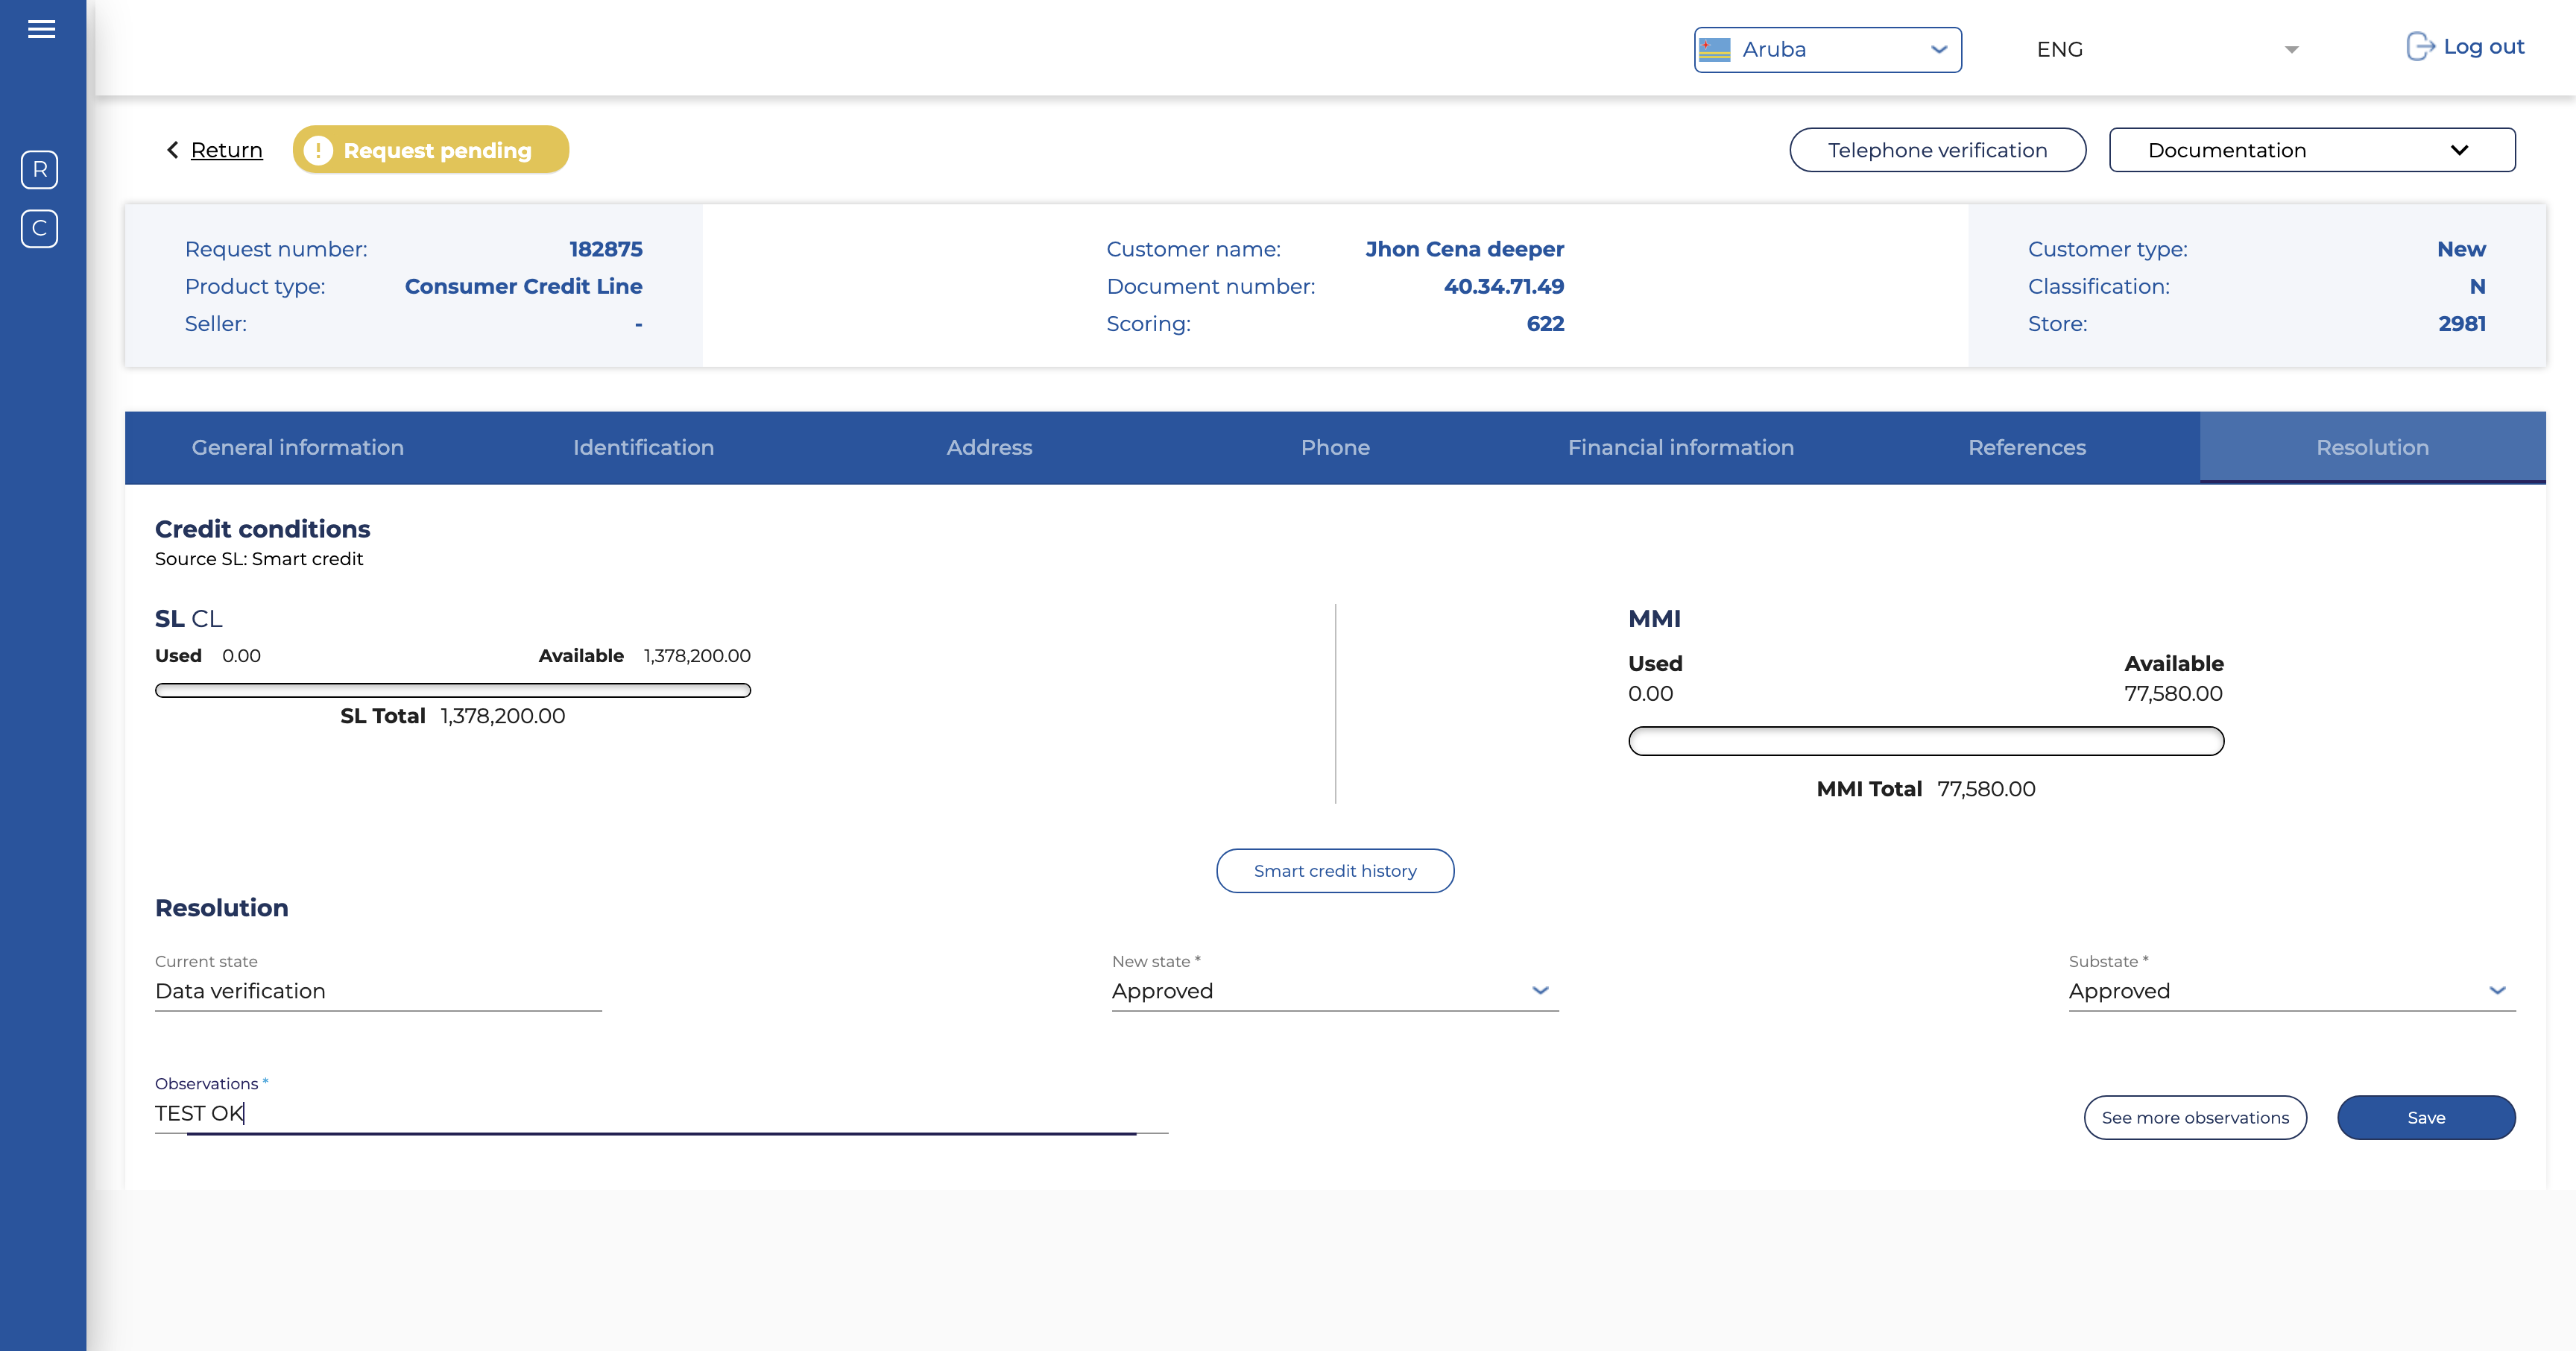 Aruba
ENG
Log out
R
C
Return
Request pending
Telephone verification
Documentation
Request number: 182875
Product type: Consumer Credit Line
Seller: -
Customer name: Jhon Cena deeper
Document number: 40.34.71.49
Scoring: 622
Customer type: New
Classification: N
Store: 2981
General information
Identification
Address
Phone
Financial information
References
Resolution
Credit conditions
Source SL: Smart credit
SL CL
Used 0.00 Available 1,378,200.00
SL Total 1,378,200.00
MMI
Used Available
0.00 77,580.00
MMI Total 77,580.00
Smart credit history
Resolution
Current state
Data verification
New state *
Approved
Substate *
Approved
Observations *
TEST OK
See more observations
Save